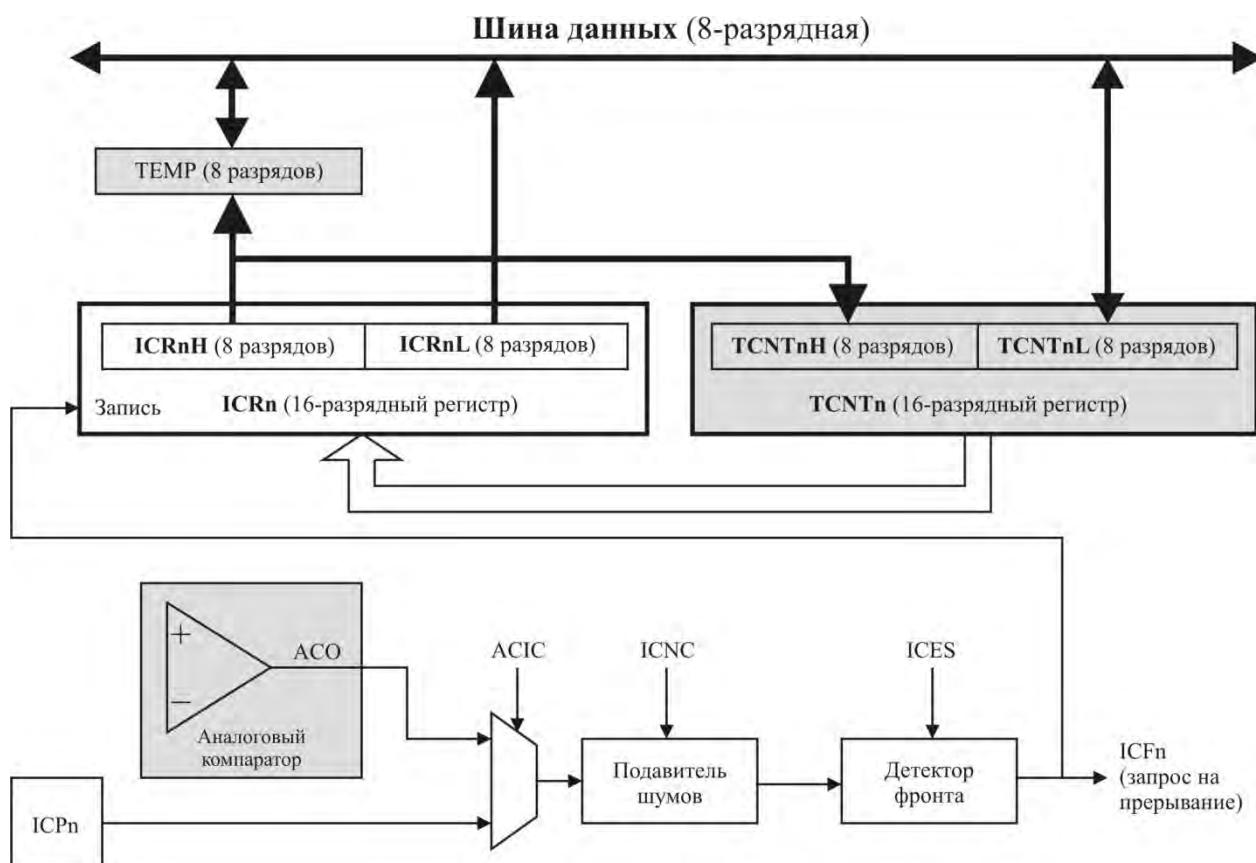 Шина данных (8-разрядная)
TEMP (8 разрядов)
ICRnH (8 разрядов)
ICRnL (8 разрядов)
TCNTnH (8 разрядов)
TCNTnL (8 разрядов)
Запись
ICRn (16-разрядный регистр)
TCNTn (16-разрядный регистр)
+
−
ACO
Аналоговый
компаратор
ACIC
ICNC
ICES
Подавитель
шумов
Детектор
фронта
ICFn
(запрос на
прерывание)
ICPn